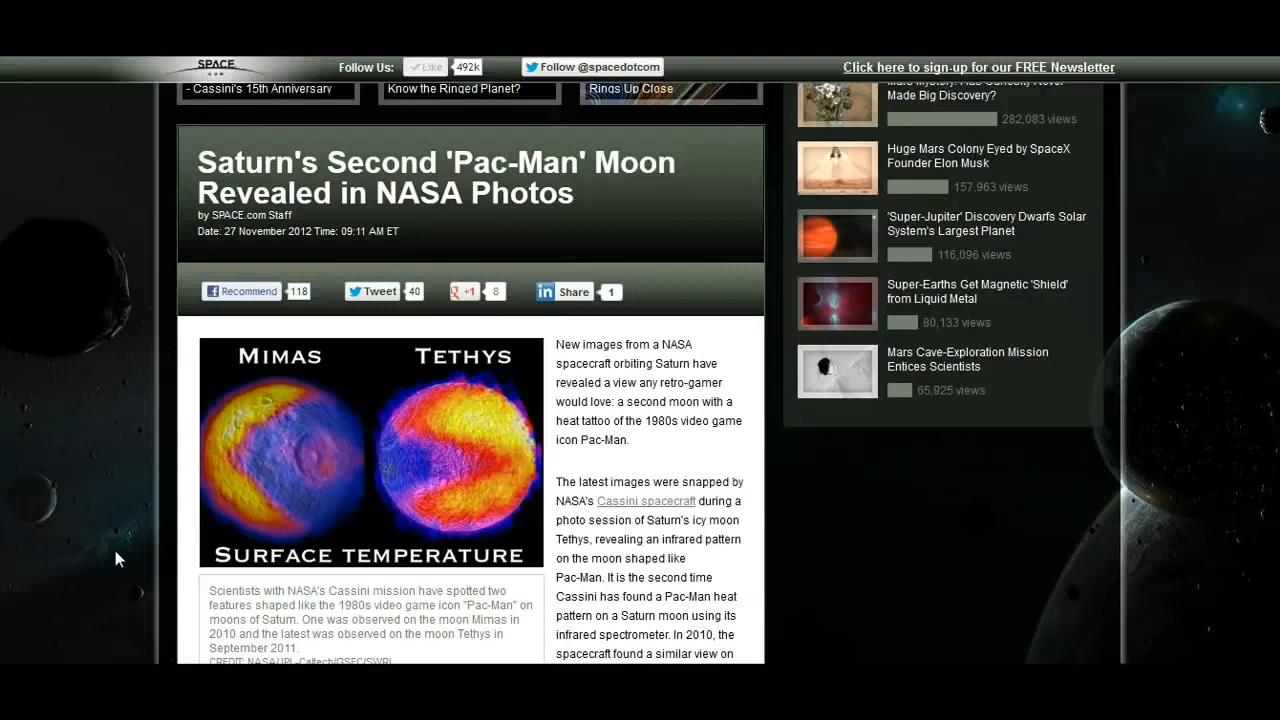 SPACE
.COM
Follow Us:
Like
492k
Follow @spacedotcom
Click here to sign-up for our FREE Newsletter
- Cassini's 15th Anniversary
Know the Ringed Planet?
Rings Up Close
Made Big Discovery?
282,083 views
Huge Mars Colony Eyed by SpaceX
Founder Elon Musk
157,963 views
'Super-Jupiter' Discovery Dwarfs Solar
System's Largest Planet
116,096 views
Super-Earths Get Magnetic 'Shield'
from Liquid Metal
80,133 views
Mars Cave-Exploration Mission
Entices Scientists
65,925 views
Saturn's Second 'Pac-Man' Moon
Revealed in NASA Photos
by SPACE.com Staff
Date: 27 November 2012 Time: 09:11 AM ET
Recommend
118
Tweet
40
+1
8
in Share
1
MIMAS
TETHYS
SURFACE TEMPERATURE
Scientists with NASA's Cassini mission have spotted two
features shaped like the 1980s video game icon "Pac-Man" on
moons of Saturn. One was observed on the moon Mimas in
2010 and the latest was observed on the moon Tethys in
September 2011.
CREDIT: NASA/JPL-Caltech/GSFC/SWRI
New images from a NASA
spacecraft orbiting Saturn have
revealed a view any retro-gamer
would love: a second moon with a
heat tattoo of the 1980s video game
icon Pac-Man.
The latest images were snapped by
NASA's Cassini spacecraft during a
photo session of Saturn's icy moon
Tethys, revealing an infrared pattern
on the moon shaped like
Pac-Man. It is the second time
Cassini has found a Pac-Man heat
pattern on a Saturn moon using its
infrared spectrometer. In 2010, the
spacecraft found a similar view on